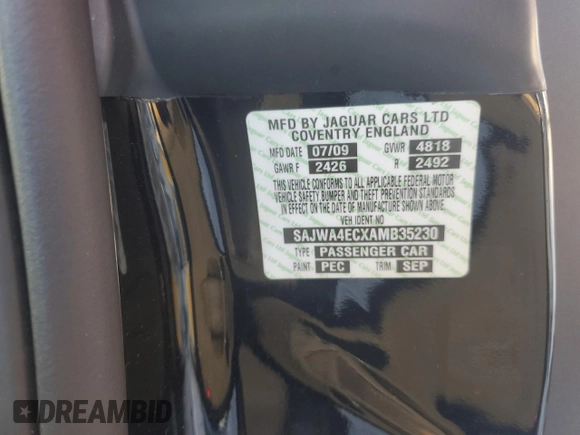 MFD BY JAGUAR CARS LTD
COVENTRY ENGLAND
MFD DATE 07/09 GVWR 4818
GAWR F 2426 R 2492
THIS VEHICLE CONFORMS TO ALL APPLICABLE FEDERAL MOTOR
VEHICLE SAFETY BUMPER AND THEFT PREVENTION STANDARDS
IN EFFECT ON THE DATE OF MANUFACTURE SHOWN ABOVE.
VEH IDENT NO
SAJWA4ECXAMB35230
TYPE PASSENGER CAR
PAINT PEC TRIM SEP
DREAMBID